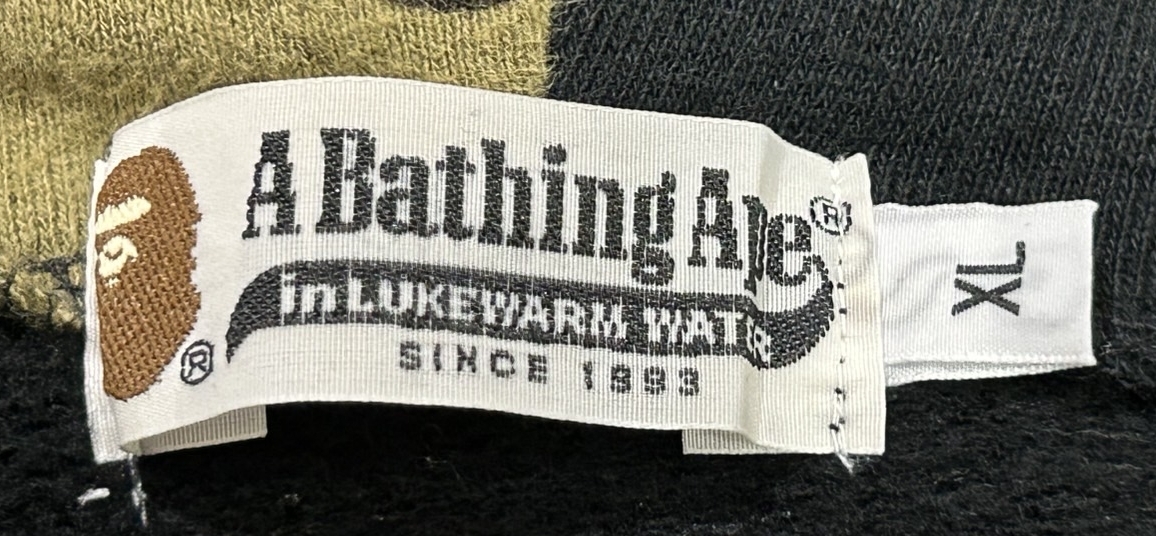 A Bathing Ape®
in LUKEWARM WATER
SINCE 1993
®
XL